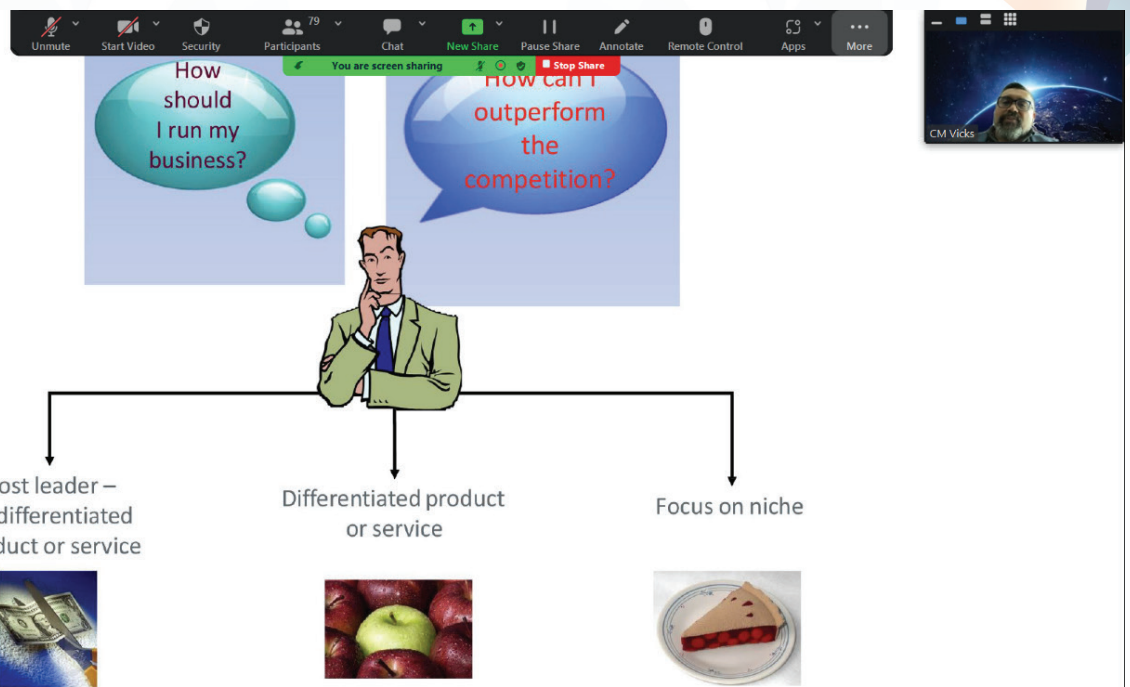 79
Unmute
Start Video
Security
Participants
Chat
New Share
Pause Share
Annotate
Remote Control
Apps
More
You are screen sharing
Stop Share
CM Vicks
How
should
I run my
business?
How can I
outperform
the
competition?
ost leader –
differentiated
duct or service
Differentiated product
or service
Focus on niche